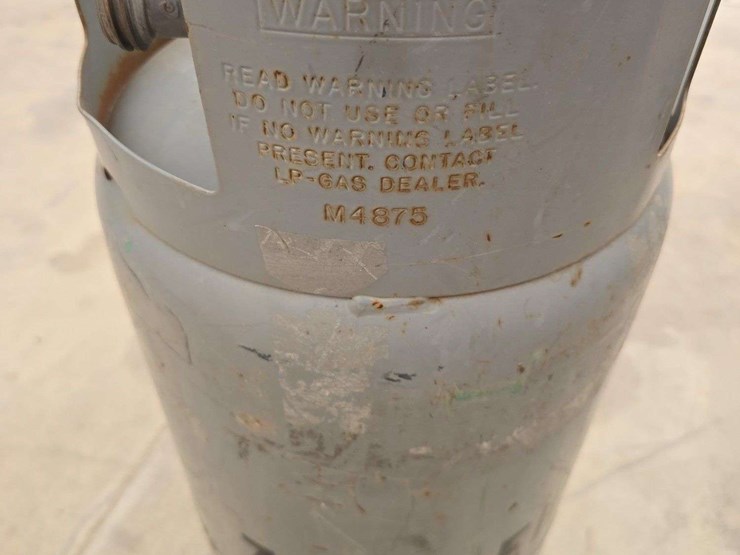 WARNING
READ WARNING LABEL.
DO NOT USE OR FILL
IF NO WARNING LABEL
PRESENT. CONTACT
LP-GAS DEALER.
M4875